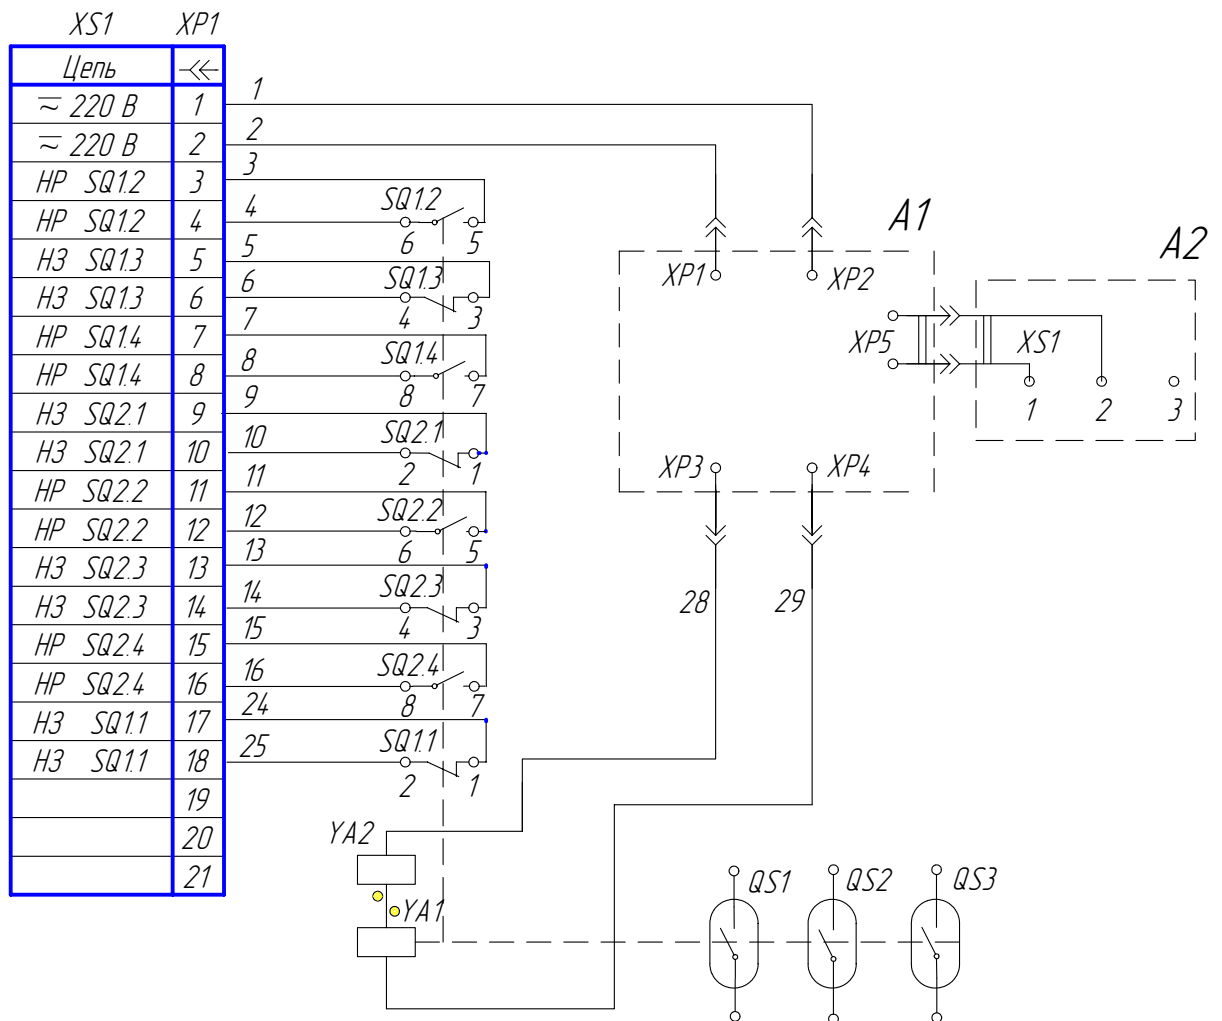 XS1 XP1
Цепь
≂ 220 В 1 1
≂ 220 В 2 2
НР SQ1.2 3 3
НР SQ1.2 4 4 SQ1.2 6 5
НЗ SQ1.3 5 5
НЗ SQ1.3 6 6 SQ1.3 4 3
НР SQ1.4 7 7
НР SQ1.4 8 8 SQ1.4 8 7
НЗ SQ2.1 9 9
НЗ SQ2.1 10 10 SQ2.1 2 1
НР SQ2.2 11 11
НР SQ2.2 12 12 SQ2.2 6 5
НЗ SQ2.3 13 13
НЗ SQ2.3 14 14 SQ2.3 4 3
НР SQ2.4 15 15
НР SQ2.4 16 16 SQ2.4 8 7
НЗ SQ1.1 17 24
НЗ SQ1.1 18 25 SQ1.1 2 1
19
20
21
A1
XP1 XP2
XP5
XP3 XP4
28 29
A2
XS1
1 2 3
YA2
YA1
QS1 QS2 QS3